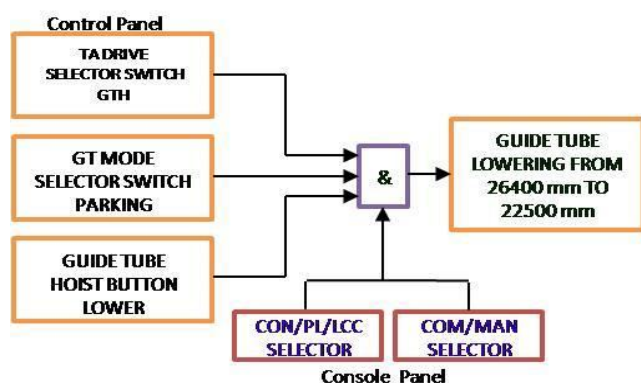 Control Panel
TA DRIVE
SELECTOR SWITCH
GTH
GT MODE
SELECTOR SWITCH
PARKING
GUIDE TUBE
HOIST BUTTON
LOWER
&
GUIDE TUBE
LOWERING FROM
26400 mm TO
22500 mm
CON/PL/LCC
SELECTOR
COM/MAN
SELECTOR
Console Panel